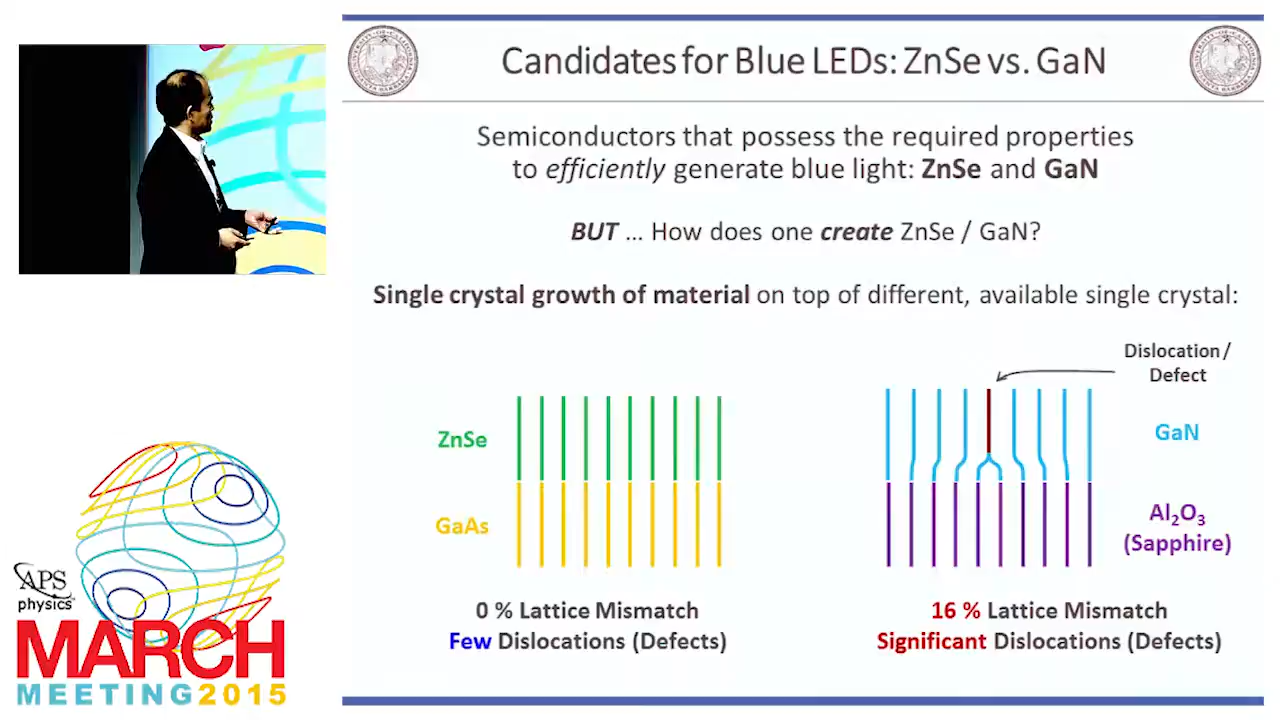 Candidates for Blue LEDs: ZnSe vs. GaN
Semiconductors that possess the required properties
to efficiently generate blue light: ZnSe and GaN
BUT ... How does one create ZnSe / GaN?
Single crystal growth of material on top of different, available single crystal:
Dislocation /
Defect
ZnSe
GaAs
GaN
Al₂O₃
(Sapphire)
0 % Lattice Mismatch
Few Dislocations (Defects)
16 % Lattice Mismatch
Significant Dislocations (Defects)
APS
physics™
MARCH
MEETING2015